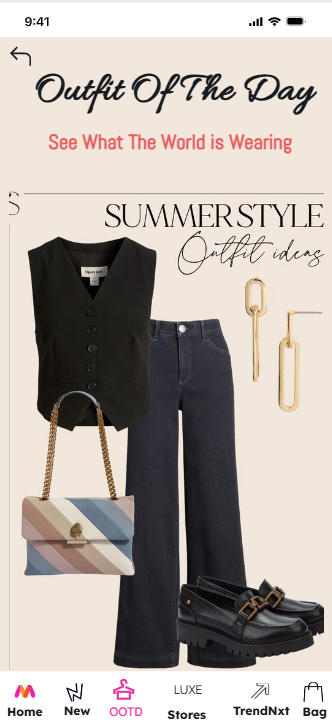 9:41
Outfit Of The Day
See What The World is Wearing
S
SUMMER STYLE
Outfit ideas
Home
New
OOTD
LUXE
Stores
TrendNxt
Bag